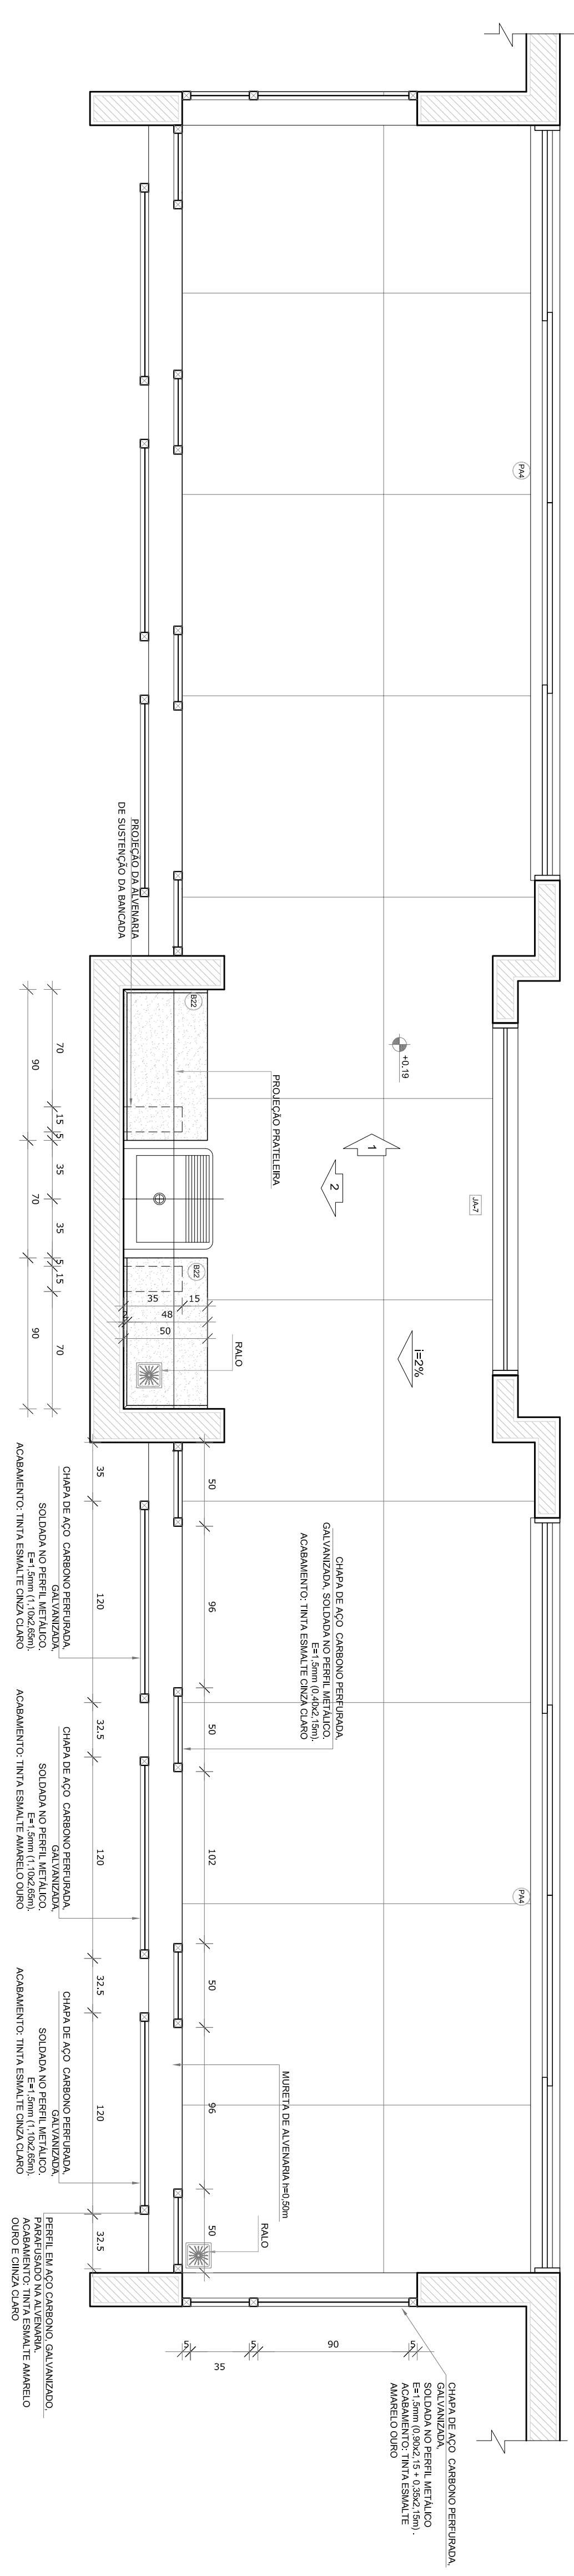 PA4
PROJEÇÃO DA ALVENARIA
DE SUSTENÇÃO DA BANCADA
B22
+0.19
PROJEÇÃO PRATELEIRA
1
2
JA-7
B22
35
15
2
48
50
i=2%
RALO
70
15
5
35
35
5
15
70
90
70
90
CHAPA DE AÇO CARBONO PERFURADA,
GALVANIZADA, SOLDADA NO PERFIL METÁLICO.
E=1,5mm (0,40x2,15m).
ACABAMENTO: TINTA ESMALTE CINZA CLARO
50
96
50
102
50
96
50
35
120
32.5
120
32.5
120
32.5
CHAPA DE AÇO CARBONO PERFURADA,
GALVANIZADA,
SOLDADA NO PERFIL METÁLICO.
E=1,5mm (1,10x2,65m).
ACABAMENTO: TINTA ESMALTE CINZA CLARO
CHAPA DE AÇO CARBONO PERFURADA,
GALVANIZADA,
SOLDADA NO PERFIL METÁLICO.
E=1,5mm (1,10x2,65m).
ACABAMENTO: TINTA ESMALTE AMARELO OURO
PA4
CHAPA DE AÇO CARBONO PERFURADA,
GALVANIZADA,
SOLDADA NO PERFIL METÁLICO.
E=1,5mm (1,10x2,65m).
ACABAMENTO: TINTA ESMALTE CINZA CLARO
MURETA DE ALVENARIA h=0,50m
RALO
PERFIL EM AÇO CARBONO, GALVANIZADO,
PARAFUSADO NA ALVENARIA.
ACABAMENTO: TINTA ESMALTE AMARELO
OURO E CIINZA CLARO
5
35
5
90
5
CHAPA DE AÇO CARBONO PERFURADA,
GALVANIZADA,
SOLDADA NO PERFIL METÁLICO
E=1,5mm (0,90x2,15 + 0,35x2,15m) .
ACABAMENTO: TINTA ESMALTE
AMARELO OURO